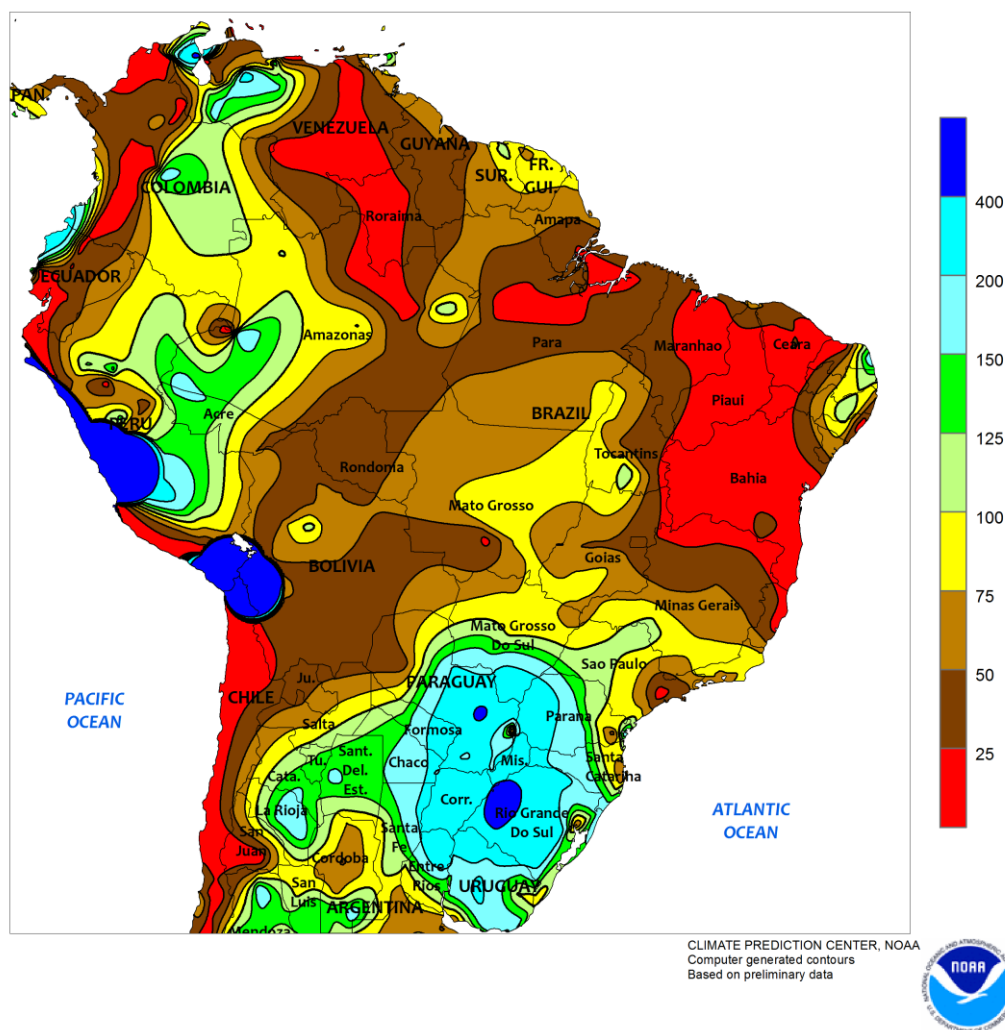 PAN.
VENEZUELA
GUYANA
SUR.
FR.
GUI.
COLOMBIA
Roraima
Amapa
ECUADOR
Amazonas
Para
Maranhao
Ceara
Piaui
BRAZIL
Acre
PERU
Tocantins
Rondonia
Bahia
Mato Grosso
BOLIVIA
Goias
Minas Gerais
Mato Grosso
Do Sul
Sao Paulo
PARAGUAY
Ju.
CHILE
PACIFIC
OCEAN
Salta
Formosa
Parana
Tu.
Sant.
Del.
Est.
Chaco
Mis.
Santa
Catariha
Cata.
La Rioja
Corr.
Rio Grande
Do Sul
ATLANTIC
OCEAN
San
Juan
Santa
Fe
Cordoba
Entre
Rios
URUGUAY
San
Luis
ARGENTINA
Mendoza
400
200
150
125
100
75
50
25
CLIMATE PREDICTION CENTER, NOAA
Computer generated contours
Based on preliminary data
NOAA